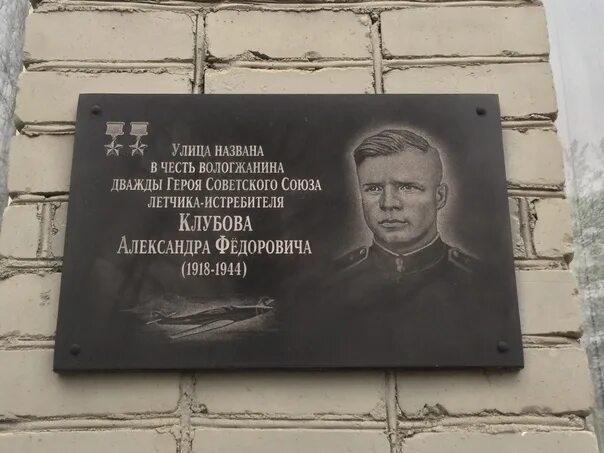 Улица названа
в честь вологжанина
дважды Героя Советского Союза
летчика-истребителя
Клубова
Александра Фёдоровича
(1918-1944)